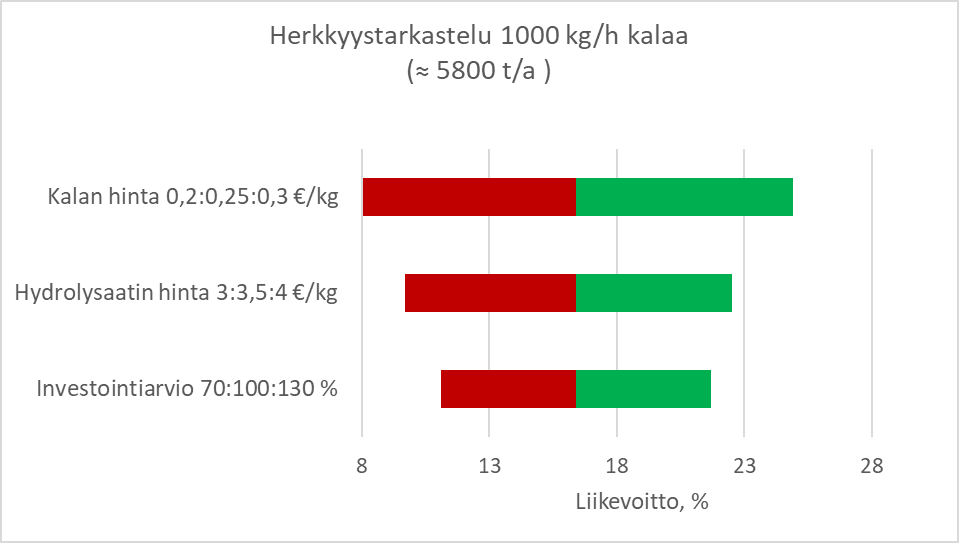 Herkkyystarkastelu 1000 kg/h kalaa
(≈ 5800 t/a )
Kalan hinta 0,2:0,25:0,3 €/kg
Hydrolysaatin hinta 3:3,5:4 €/kg
Investointiarvio 70:100:130 %
8 13 18 23 28
Liikevoitto, %